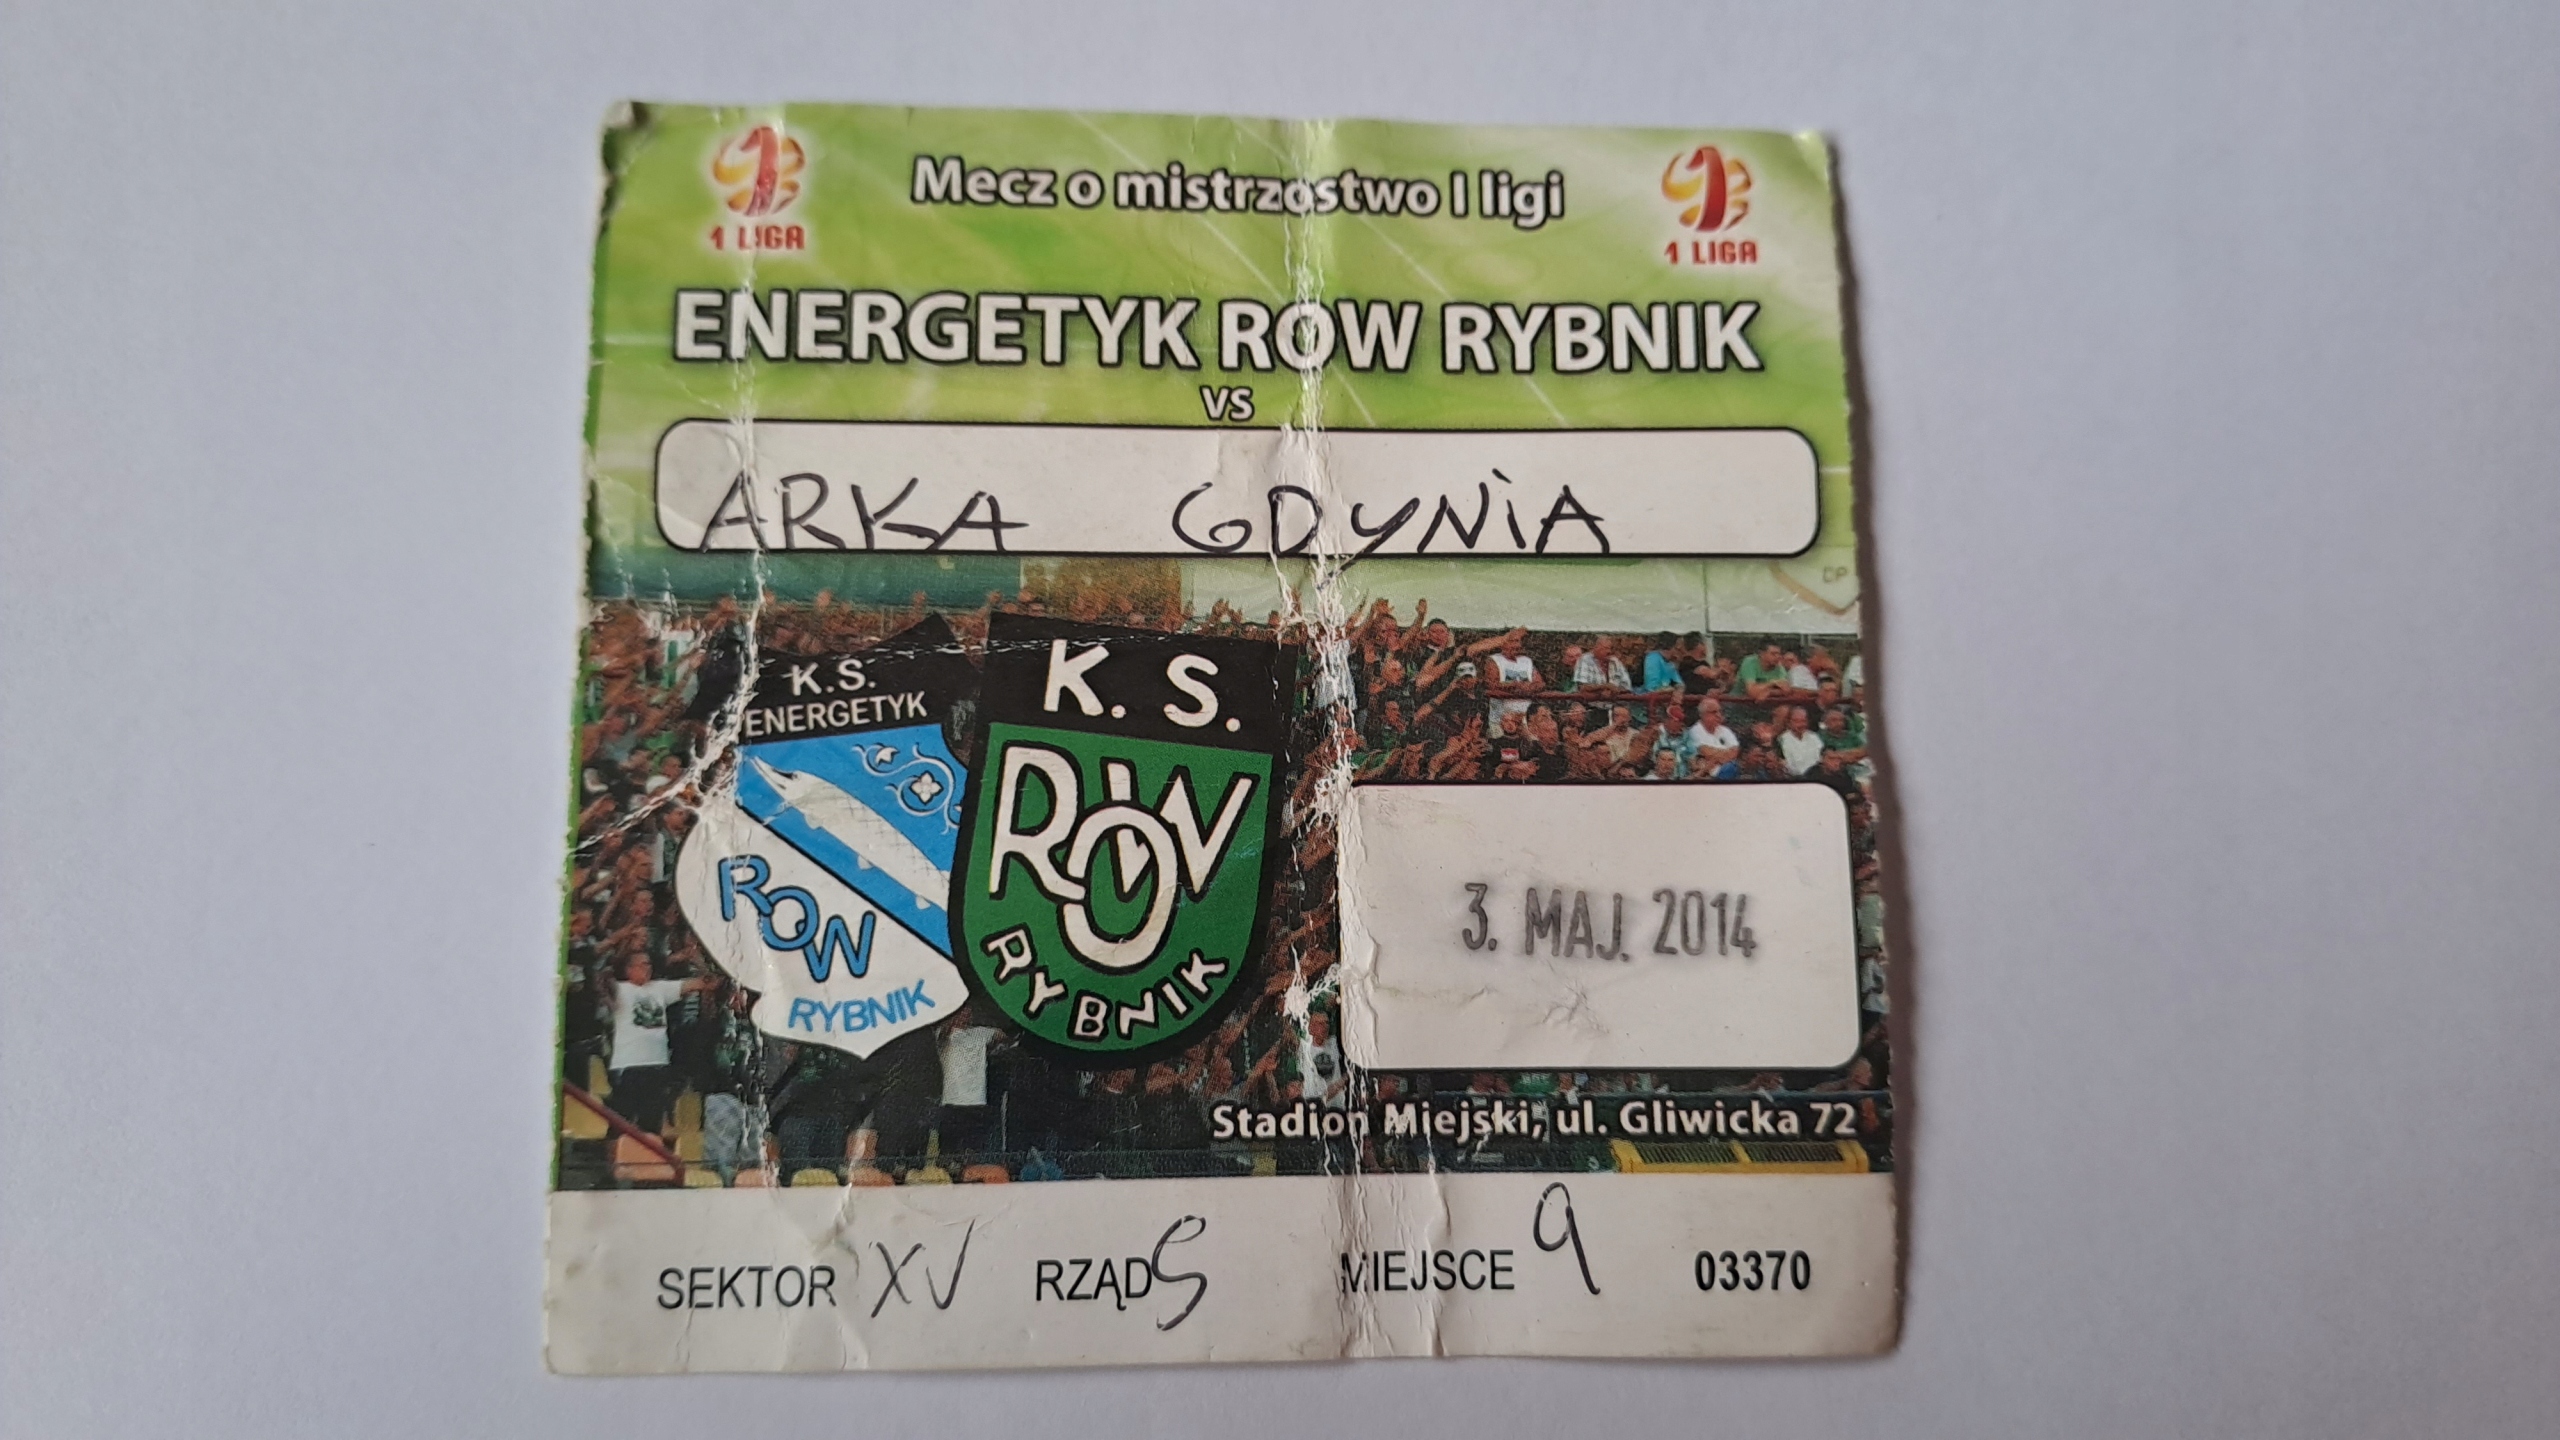 1 LIGA
Mecz o mistrzostwo I ligi
1 LIGA
ENERGETYK ROW RYBNIK
VS
ARKA GDYNiA
K.S.
ENERGETYK
ROW
RYBNIK
K. S.
ROW
RYBNIK
3. MAJ. 2014
Stadion Miejski, ul. Gliwicka 72
SEKTOR XV RZĄD MIEJSCE 9 03370